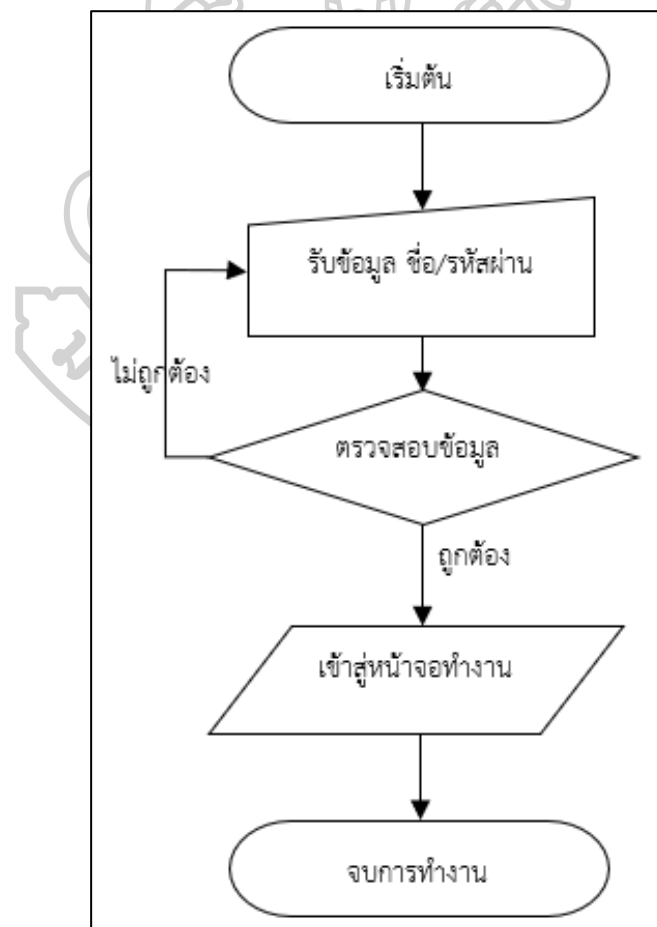 เริ่มต้น
รับข้อมูล ชื่อ/รหัสผ่าน
ไม่ถูกต้อง
ตรวจสอบข้อมูล
ถูกต้อง
เข้าสู่หน้าจอทำงาน
จบการทำงาน